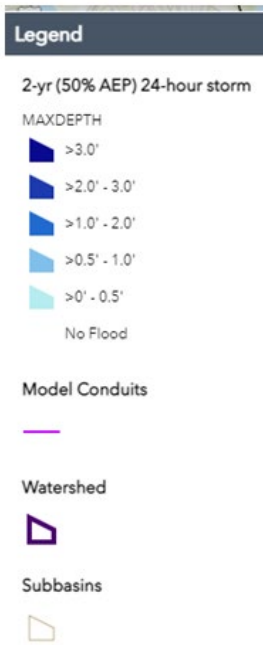 Legend
2-yr (50% AEP) 24-hour storm
MAXDEPTH
>3.0'
>2.0' - 3.0'
>1.0' - 2.0'
>0.5' - 1.0'
>0' - 0.5'
No Flood
Model Conduits
Watershed
Subbasins